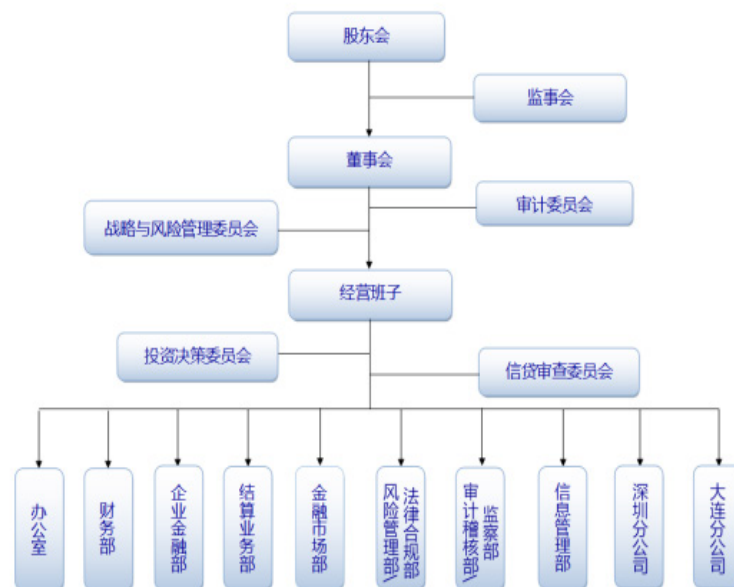 股东会
监事会
董事会
审计委员会
战略与风险管理委员会
经营班子
投资决策委员会
信贷审查委员会
办公室
财务部
企业金融部
结算业务部
金融市场部
风险管理部\
法律合规部
审计稽核部\
监察部
信息管理部
深圳分公司
大连分公司